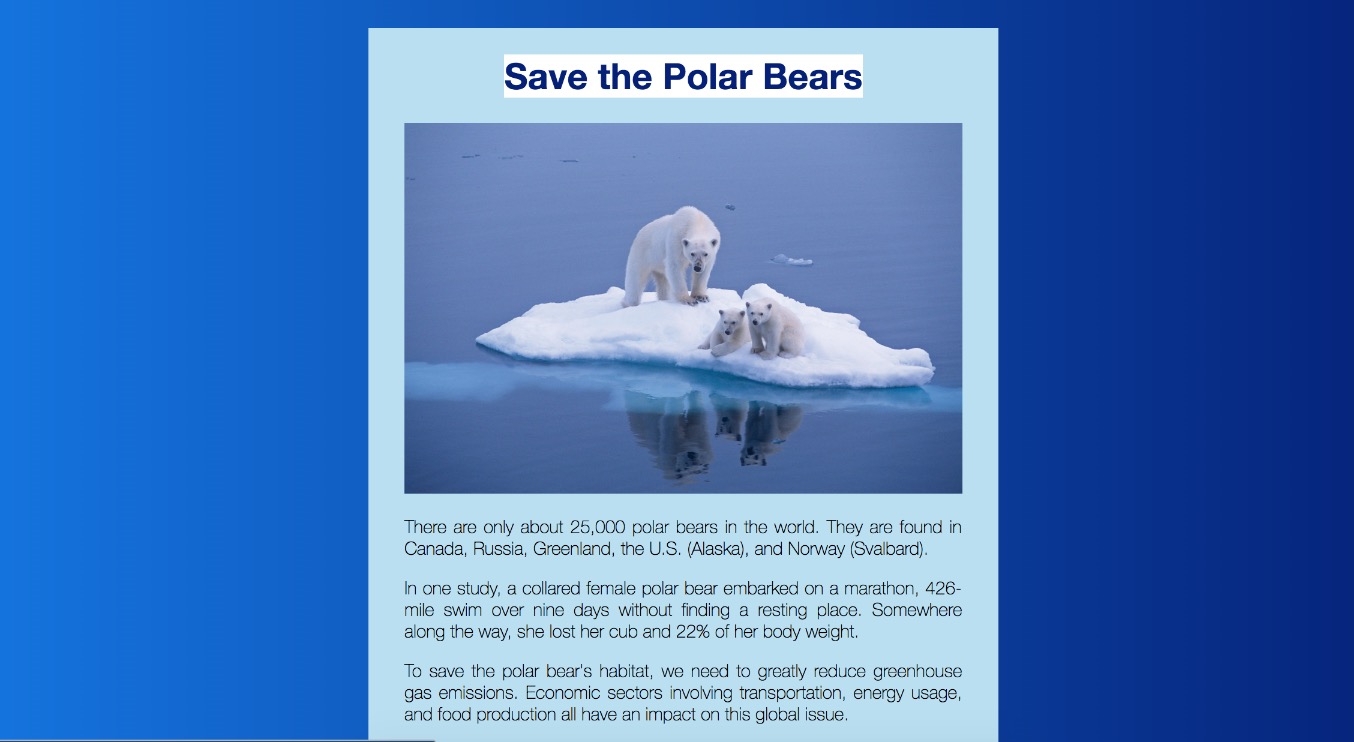 Save the Polar Bears
There are only about 25,000 polar bears in the world. They are found in
Canada, Russia, Greenland, the U.S. (Alaska), and Norway (Svalbard).
In one study, a collared female polar bear embarked on a marathon, 426-
mile swim over nine days without finding a resting place. Somewhere
along the way, she lost her cub and 22% of her body weight.
To save the polar bear's habitat, we need to greatly reduce greenhouse
gas emissions. Economic sectors involving transportation, energy usage,
and food production all have an impact on this global issue.